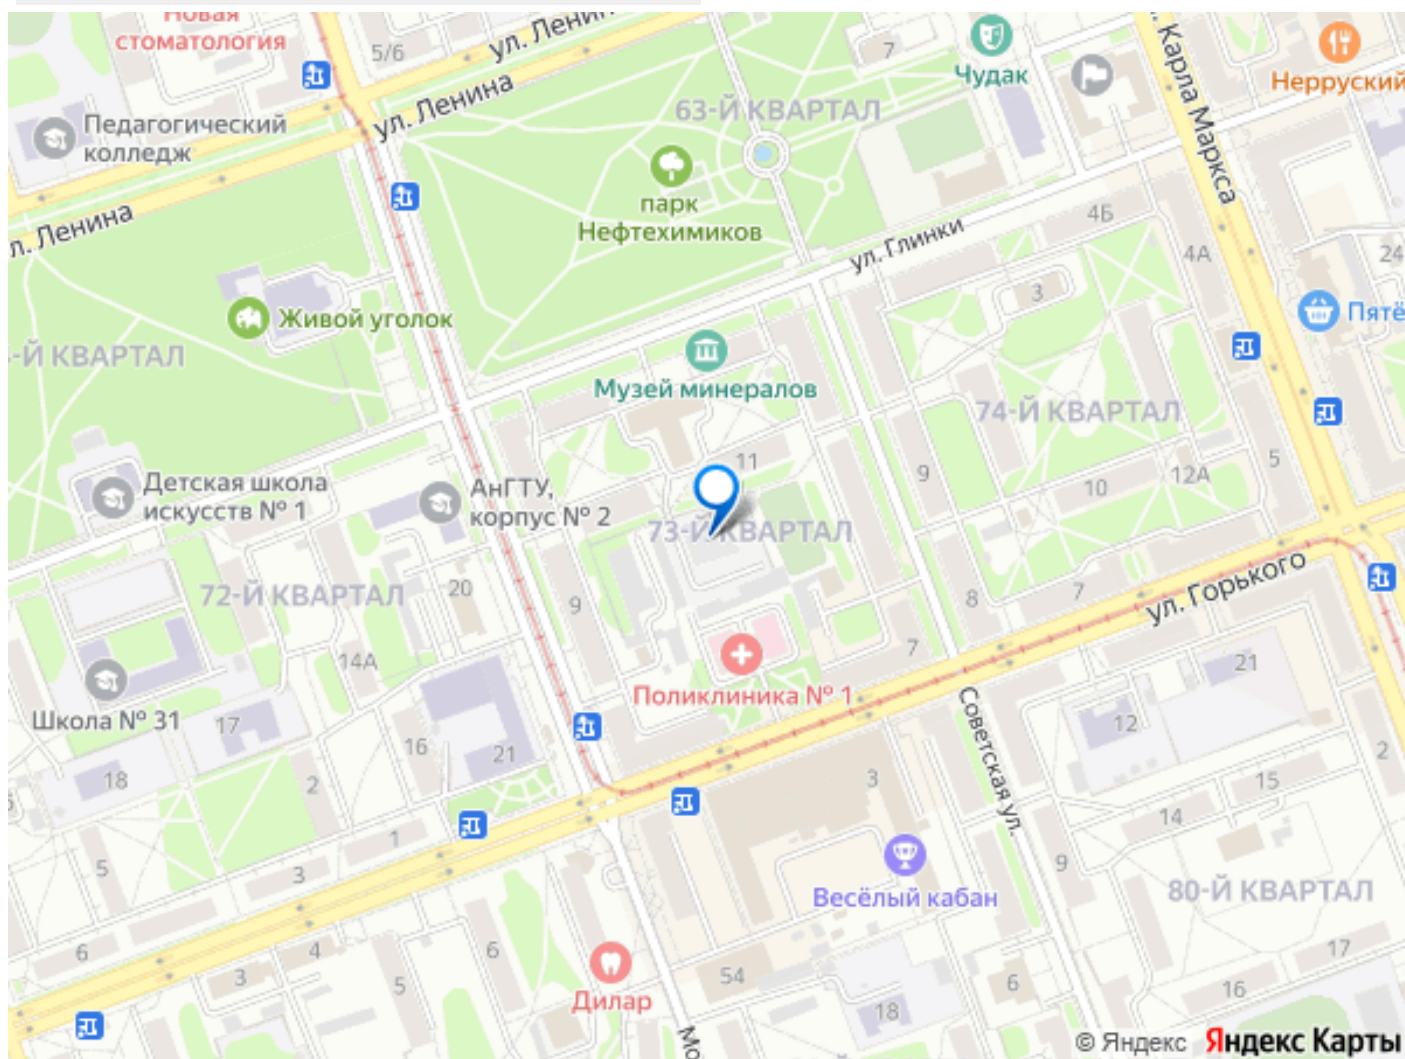 Новая
стоматология
5/6
ул. Ленина
ул. Ленина
7
Чудак
ул. Карла Маркса
Нерруский
63-Й КВАРТАЛ
Педагогический
колледж
парк
Нефтехимиков
4Б
ул. Глинки
4А
24
3
л. Ленина
Живой уголок
Пятё
-Й КВАРТАЛ
Музей минералов
74-Й КВАРТАЛ
11
9
10
12А
5
Детская школа
искусств № 1
АнГТУ,
корпус № 2
73-Й КВАРТАЛ
72-Й КВАРТАЛ
20
9
8
7
ул. Горького
7
14А
Поликлиника № 1
21
Школа № 31
17
16
21
12
Советская ул.
2
18
2
3
15
14
1
5
3
9
Весёлый кабан
80-Й КВАРТАЛ
6
4
3
6
5
Дилар
54
18
6
17
16
Мо
© Яндекс Яндекс Карты